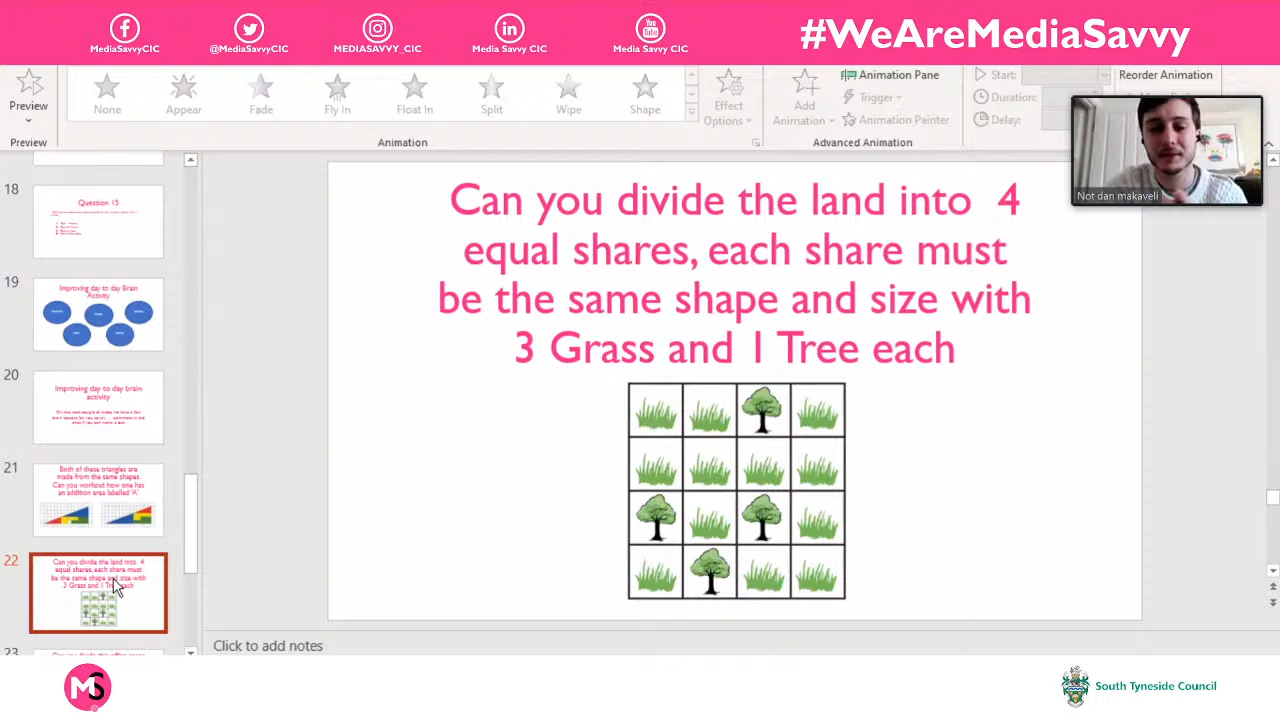 MediaSavvyCIC
@MediaSavvyCIC
MEDIASAVVY_CIC
Media Savvy CIC
You
Tube
Media Savvy CIC
#WeAreMediaSavvy
Preview
Preview
None
Appear
Fade
Fly In
Float In
Split
Wipe
Shape
Animation
Effect
Options
Add
Animation
Animation Pane
Trigger
Animation Painter
Advanced Animation
Start:
Duration:
Delay:
Reorder Animation
Not dan makaveli
18
Question 15
19
Improving day to day Brain
Activity
20
Improving day to day brain
activity
21
Both of these triangles are
made from the same shapes.
Can you workout how one has
an addition area labelled 'A'
22
Can you divide the land into 4
equal shares, each share must
be the same shape and size with
3 Grass and 1 Tree each
23
Can you divide the land into 4
equal shares, each share must
be the same shape and size with
3 Grass and 1 Tree each
Click to add notes
MS
South Tyneside Council